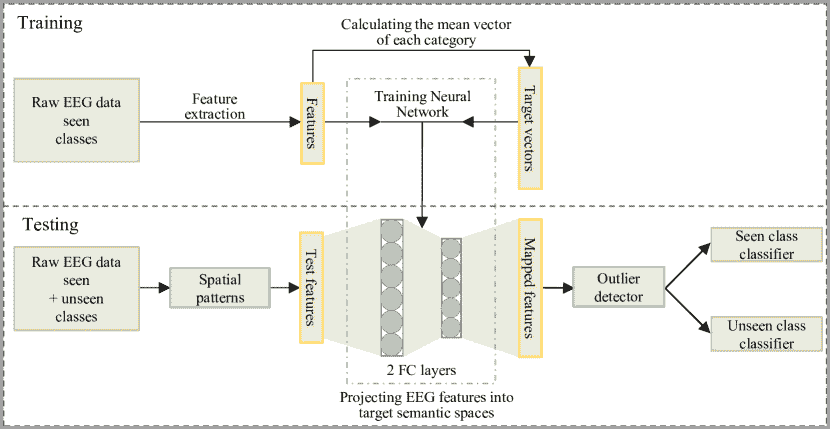 Training
Calculating the mean vector
of each category
Raw EEG data
seen
classes
Feature
extraction
Features
Training Neural
Network
Target vectors
Testing
Raw EEG data
seen
+ unseen
classes
Spatial
patterns
Test features
2 FC layers
Projecting EEG features into
target semantic spaces
Mapped features
Outlier
detector
Seen class
classifier
Unseen class
classifier